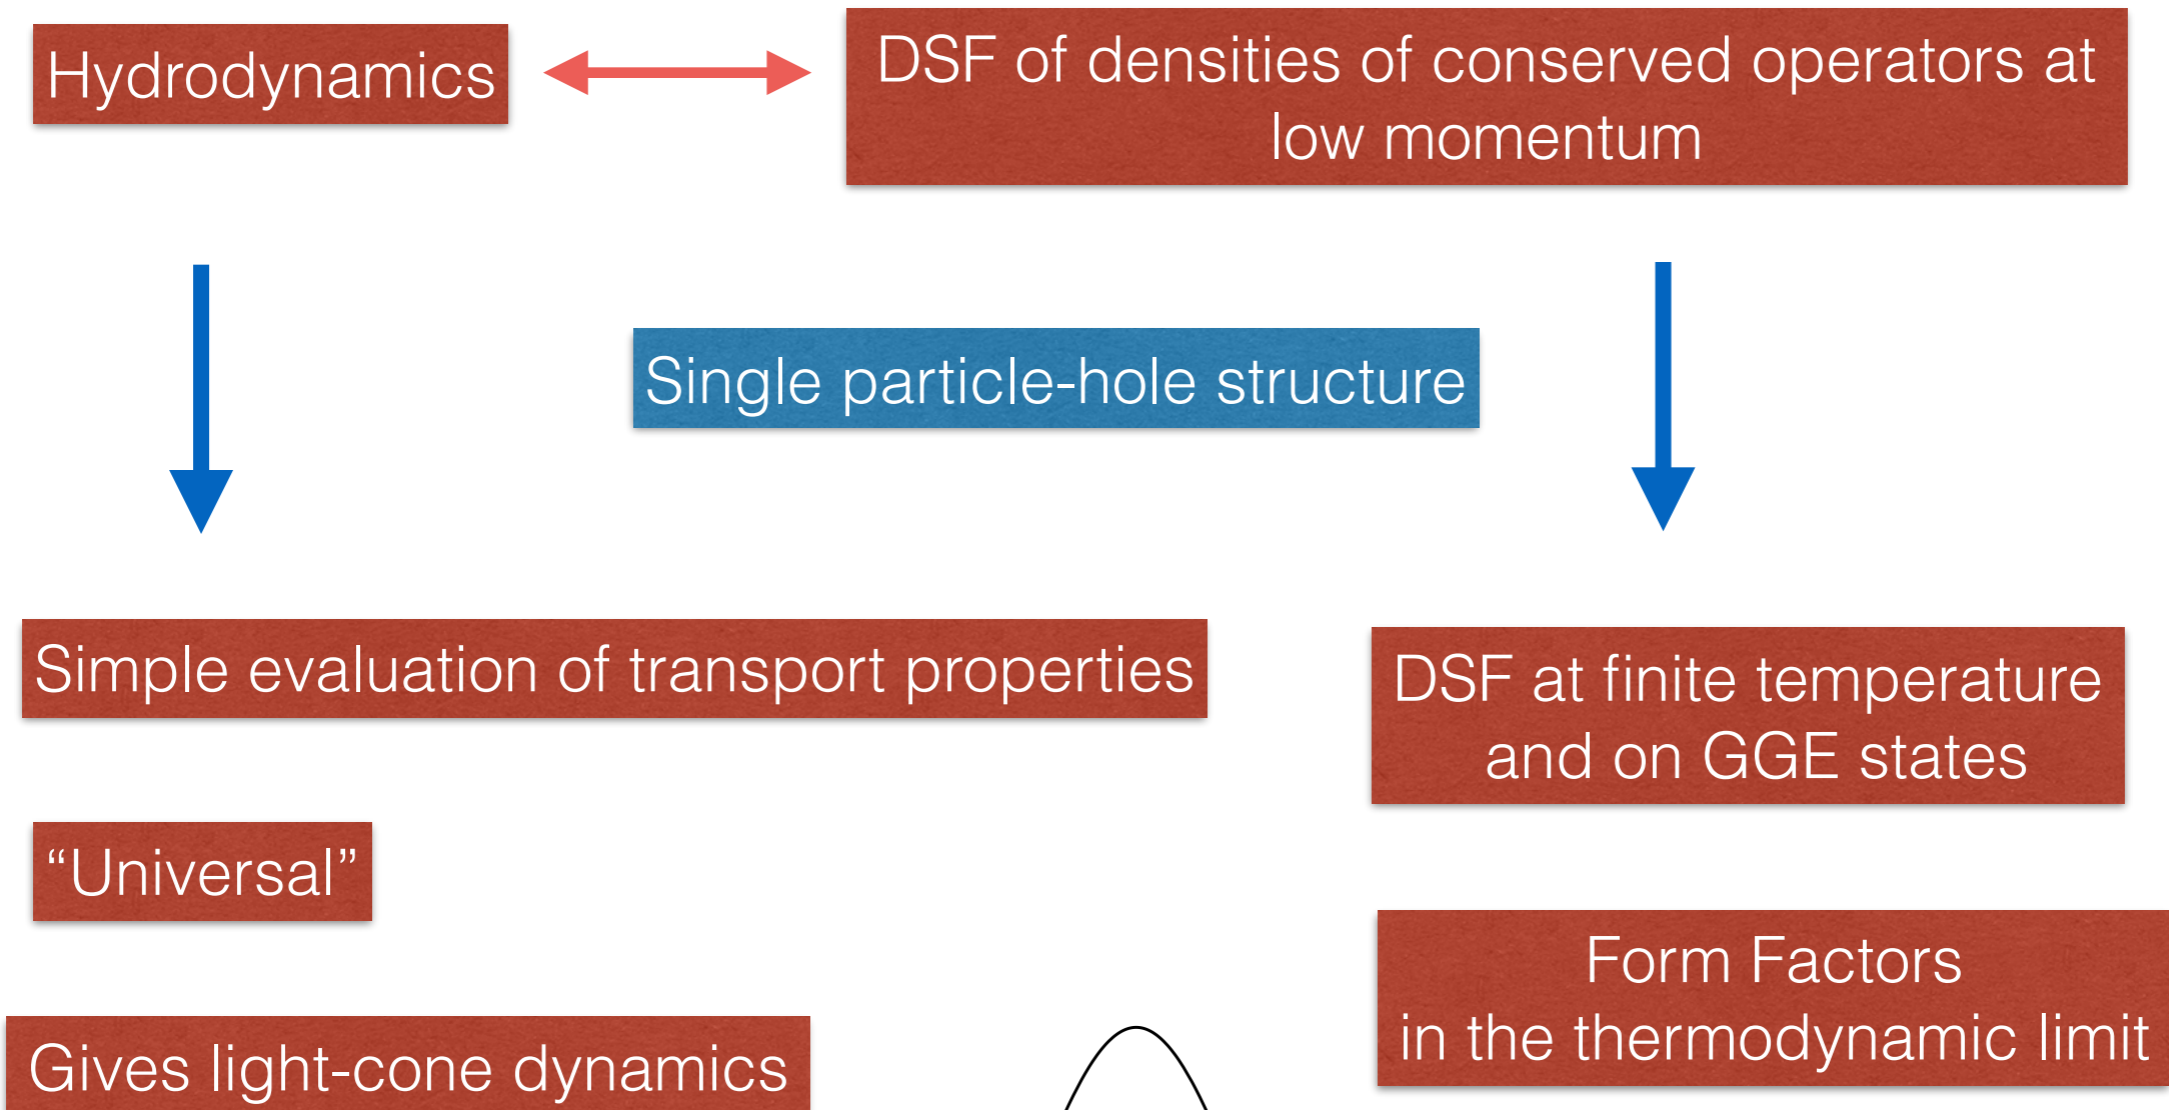 Hydrodynamics
DSF of densities of conserved operators at
low momentum
Single particle-hole structure
Simple evaluation of transport properties
DSF at finite temperature
and on GGE states
“Universal”
Form Factors
in the thermodynamic limit
Gives light-cone dynamics